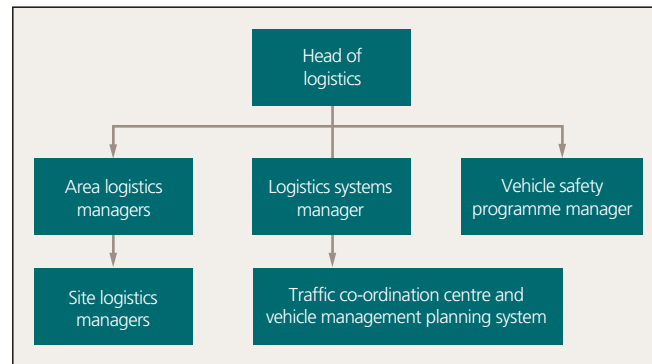 Head of
logistics
Area logistics
managers
Logistics systems
manager
Vehicle safety
programme manager
Site logistics
managers
Traffic co-ordination centre and
vehicle management planning system